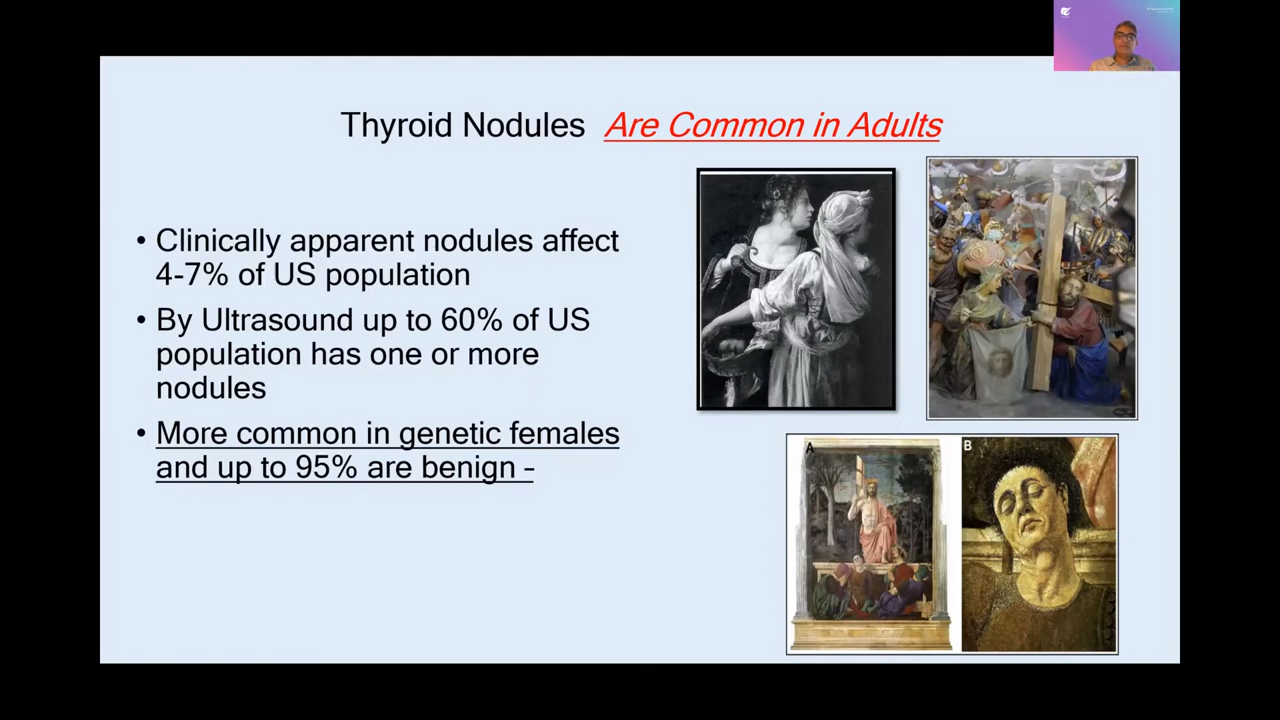 Thyroid Nodules Are Common in Adults
• Clinically apparent nodules affect
4-7% of US population
• By Ultrasound up to 60% of US
population has one or more
nodules
• More common in genetic females
and up to 95% are benign -
A
B